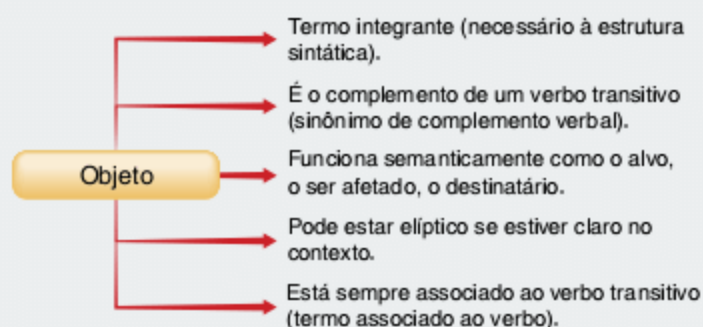 Termo integrante (necessário à estrutura
sintática).
É o complemento de um verbo transitivo
(sinônimo de complemento verbal).
Objeto
Funciona semanticamente como o alvo,
o ser afetado, o destinatário.
Pode estar elíptico se estiver claro no
contexto.
Está sempre associado ao verbo transitivo
(termo associado ao verbo).